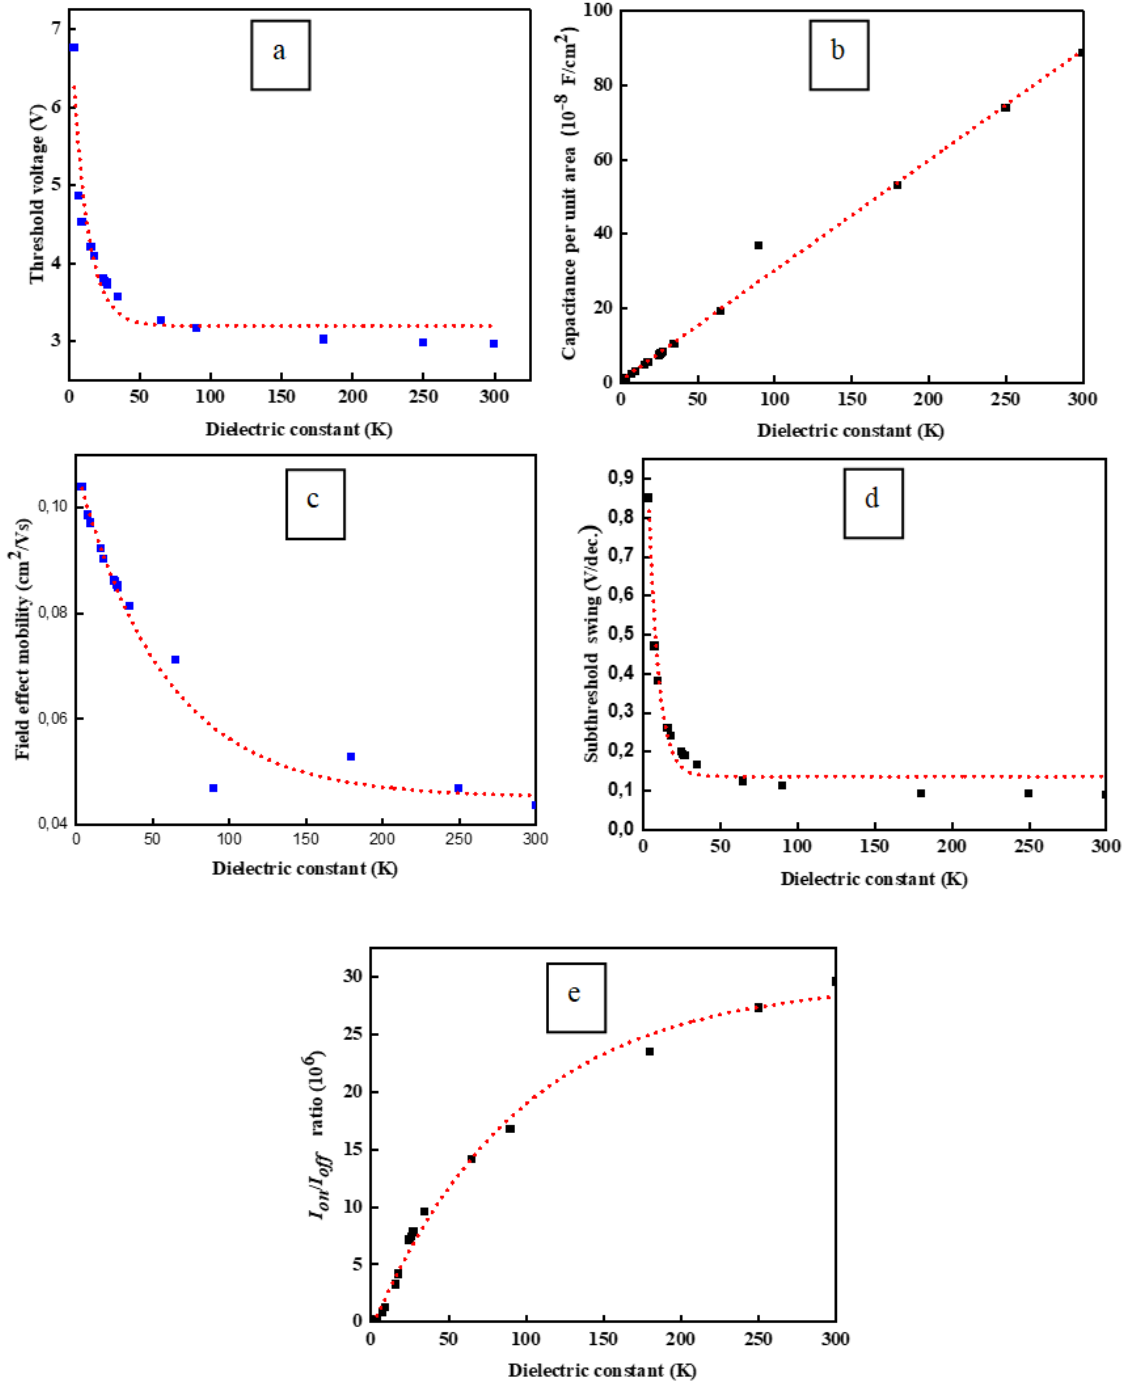 a
7
6
5
4
3
0 50 100 150 200 250 300
Threshold voltage (V)
Dielectric constant (K)
b
100
80
60
40
20
0
0 50 100 150 200 250 300
Capacitance per unit area (10⁻⁸ F/cm²)
Dielectric constant (K)
c
0,10
0,08
0,06
0,04
0 50 100 150 200 250 300
Field effect mobility (cm²/Vs)
Dielectric constant (K)
d
0,9
0,8
0,7
0,6
0,5
0,4
0,3
0,2
0,1
0,0
0 50 100 150 200 250 300
Subthreshold swing (V/dec.)
Dielectric constant (K)
e
30
25
20
15
10
5
0
0 50 100 150 200 250 300
Ion/Ioff ratio (10⁶)
Dielectric constant (K)